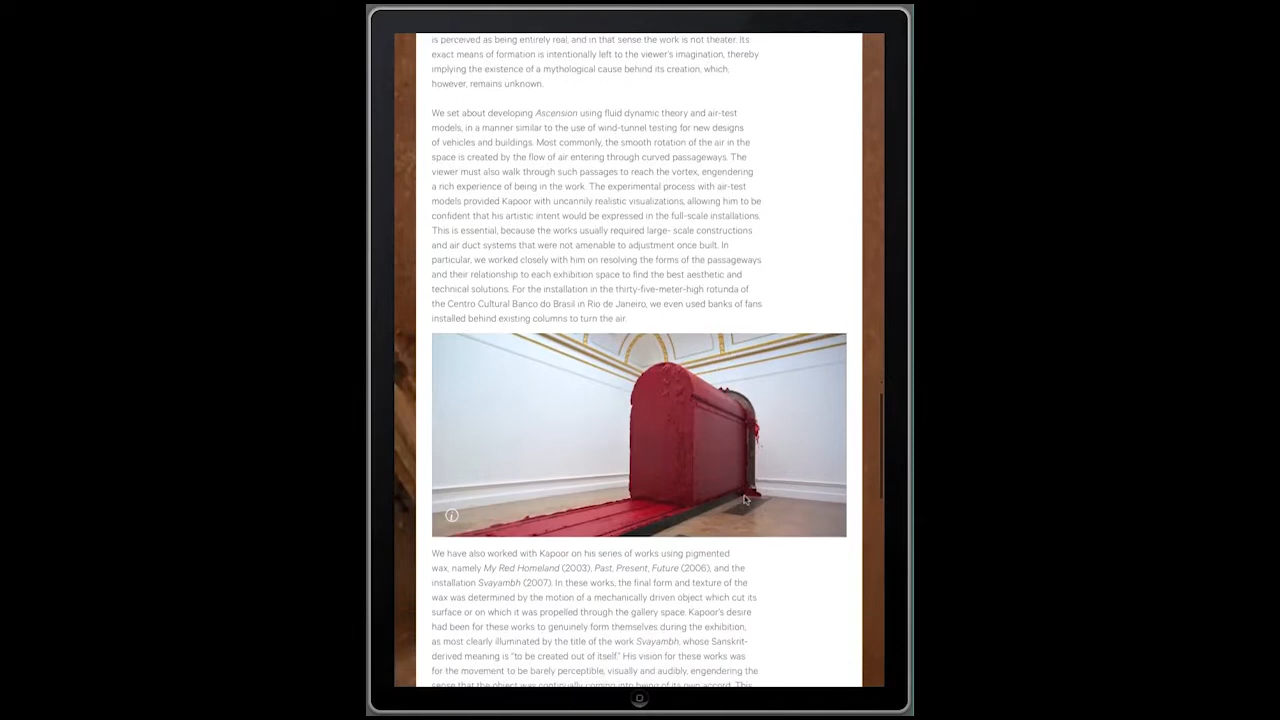 is perceived as being entirely real, and in that sense the work is not theater. Its
exact means of formation is intentionally left to the viewer's imagination, thereby
implying the existence of a mythological cause behind its creation, which,
however, remains unknown.
We set about developing Ascension using fluid dynamic theory and air-test
models, in a manner similar to the use of wind-tunnel testing for new designs
of vehicles and buildings. Most commonly, the smooth rotation of the air in the
space is created by the flow of air entering through curved passageways. The
viewer must also walk through such passages to reach the vortex, engendering
a rich experience of being in the work. The experimental process with air-test
models provided Kapoor with uncannily realistic visualizations, allowing him to be
confident that his artistic intent would be expressed in the full-scale installations.
This is essential, because the works usually required large- scale constructions
and air duct systems that were not amenable to adjustment once built. In
particular, we worked closely with him on resolving the forms of the passageways
and their relationship to each exhibition space to find the best aesthetic and
technical solutions. For the installation in the thirty-five-meter-high rotunda of
the Centro Cultural Banco do Brasil in Rio de Janeiro, we even used banks of fans
installed behind existing columns to turn the air.
i
We have also worked with Kapoor on his series of works using pigmented
wax, namely My Red Homeland (2003), Past, Present, Future (2006), and the
installation Svayambh (2007). In these works, the final form and texture of the
wax was determined by the motion of a mechanically driven object which cut its
surface or on which it was propelled through the gallery space. Kapoor's desire
had been for these works to genuinely form themselves during the exhibition,
as most clearly illuminated by the title of the work Svayambh, whose Sanskrit-
derived meaning is "to be created out of itself." His vision for these works was
for the movement to be barely perceptible, visually and audibly, engendering the
sense that the object was continually coming into being of its own accord. This